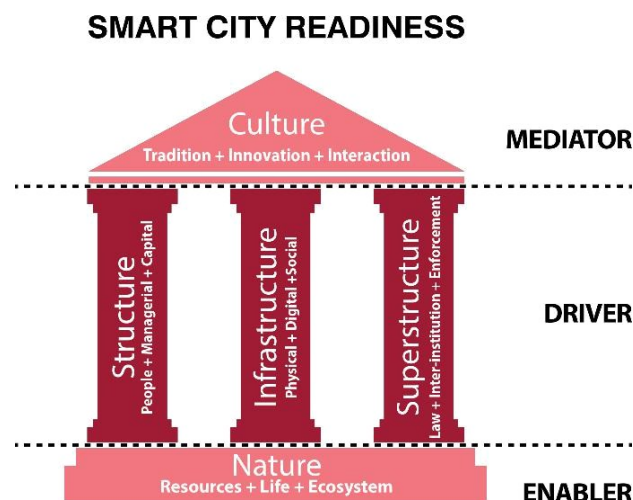 SMART CITY READINESS
Culture
Tradition + Innovation + Interaction
MEDIATOR
Structure
People + Managerial + Capital
Infrastructure
Physical + Digital +Social
Superstructure
Law + Inter-institution + Enforcement
DRIVER
Nature
Resources + Life + Ecosystem
ENABLER